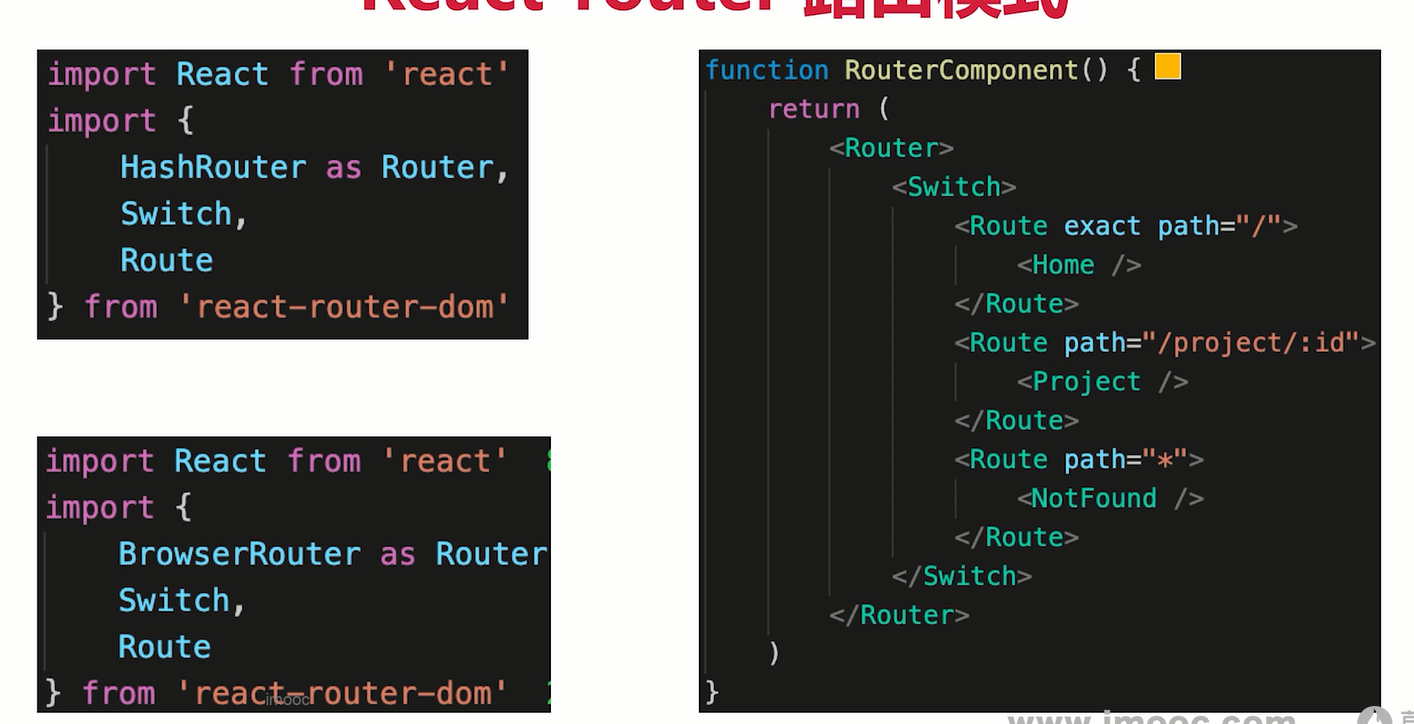 React-router 路由模式
import React from 'react'
import {
    HashRouter as Router,
    Switch,
    Route
} from 'react-router-dom'
import React from 'react'
import {
    BrowserRouter as Router
    Switch,
    Route
} from 'react-router-dom'
imooc
function RouterComponent() {
    return (
        <Router>
            <Switch>
                <Route exact path="/">
                    <Home />
                </Route>
                <Route path="/project/:id">
                    <Project />
                </Route>
                <Route path="*">
                    <NotFound />
                </Route>
            </Switch>
        </Router>
    )
}
www.imooc.com